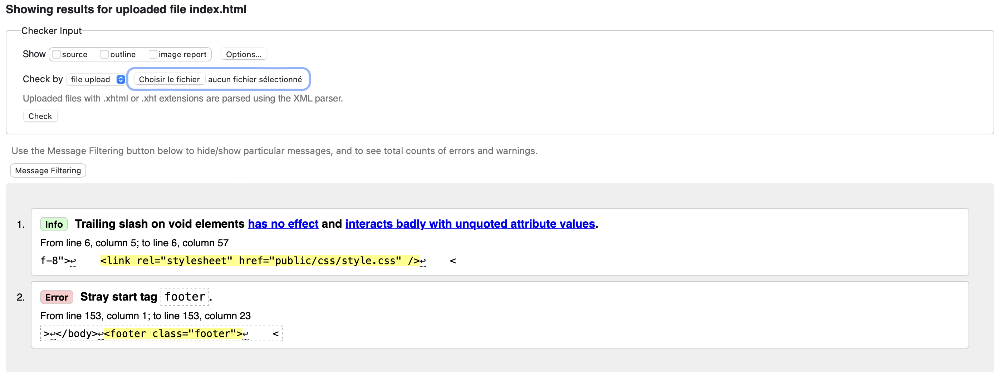 Showing results for uploaded file index.html
Checker Input
Show source outline image report Options...
Check by file upload Choisir le fichier aucun fichier sélectionné
Uploaded files with .xhtml or .xht extensions are parsed using the XML parser.
Check
Use the Message Filtering button below to hide/show particular messages, and to see total counts of errors and warnings.
Message Filtering
1. Info Trailing slash on void elements has no effect and interacts badly with unquoted attribute values.
From line 6, column 5; to line 6, column 57
f-8">↩    <link rel="stylesheet" href="public/css/style.css" />↩    <
2. Error Stray start tag footer.
From line 153, column 1; to line 153, column 23
>↩</body>↩<footer class="footer">↩    <